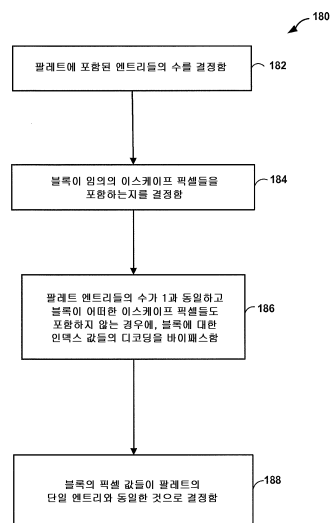 180
팔레트에 포함된 엔트리들의 수를 결정함
182
블록이 임의의 이스케이프 픽셀들을
포함하는지를 결정함
184
팔레트 엔트리들의 수가 1과 동일하고
블록이 어떠한 이스케이프 픽셀들도
포함하지 않는 경우에, 블록에 대한
인덱스 값들의 디코딩을 바이패스함
186
블록의 픽셀 값들이 팔레트의
단일 엔트리와 동일한 것으로 결정함
188